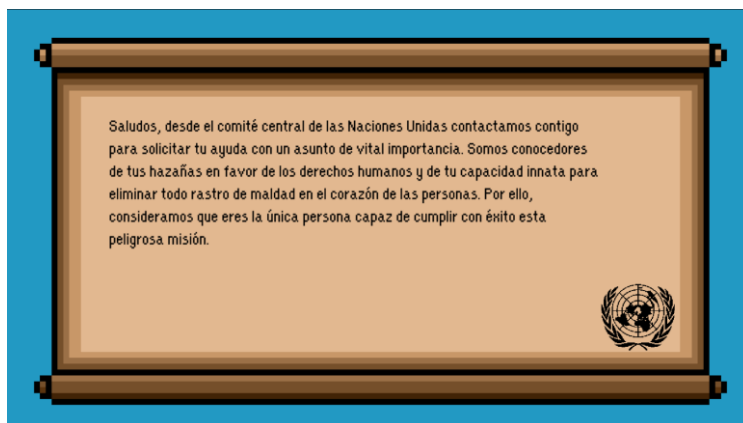 Saludos, desde el comité central de las Naciones Unidas contactamos contigo
para solicitar tu ayuda con un asunto de vital importancia. Somos conocedores
de tus hazañas en favor de los derechos humanos y de tu capacidad innata para
eliminar todo rastro de maldad en el corazón de las personas. Por ello,
consideramos que eres la única persona capaz de cumplir con éxito esta
peligrosa misión.